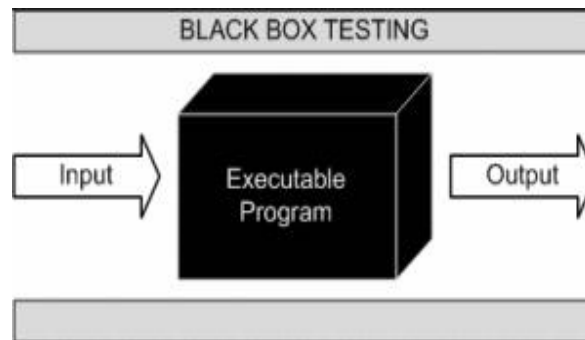 BLACK BOX TESTING
Input
Executable
Program
Output